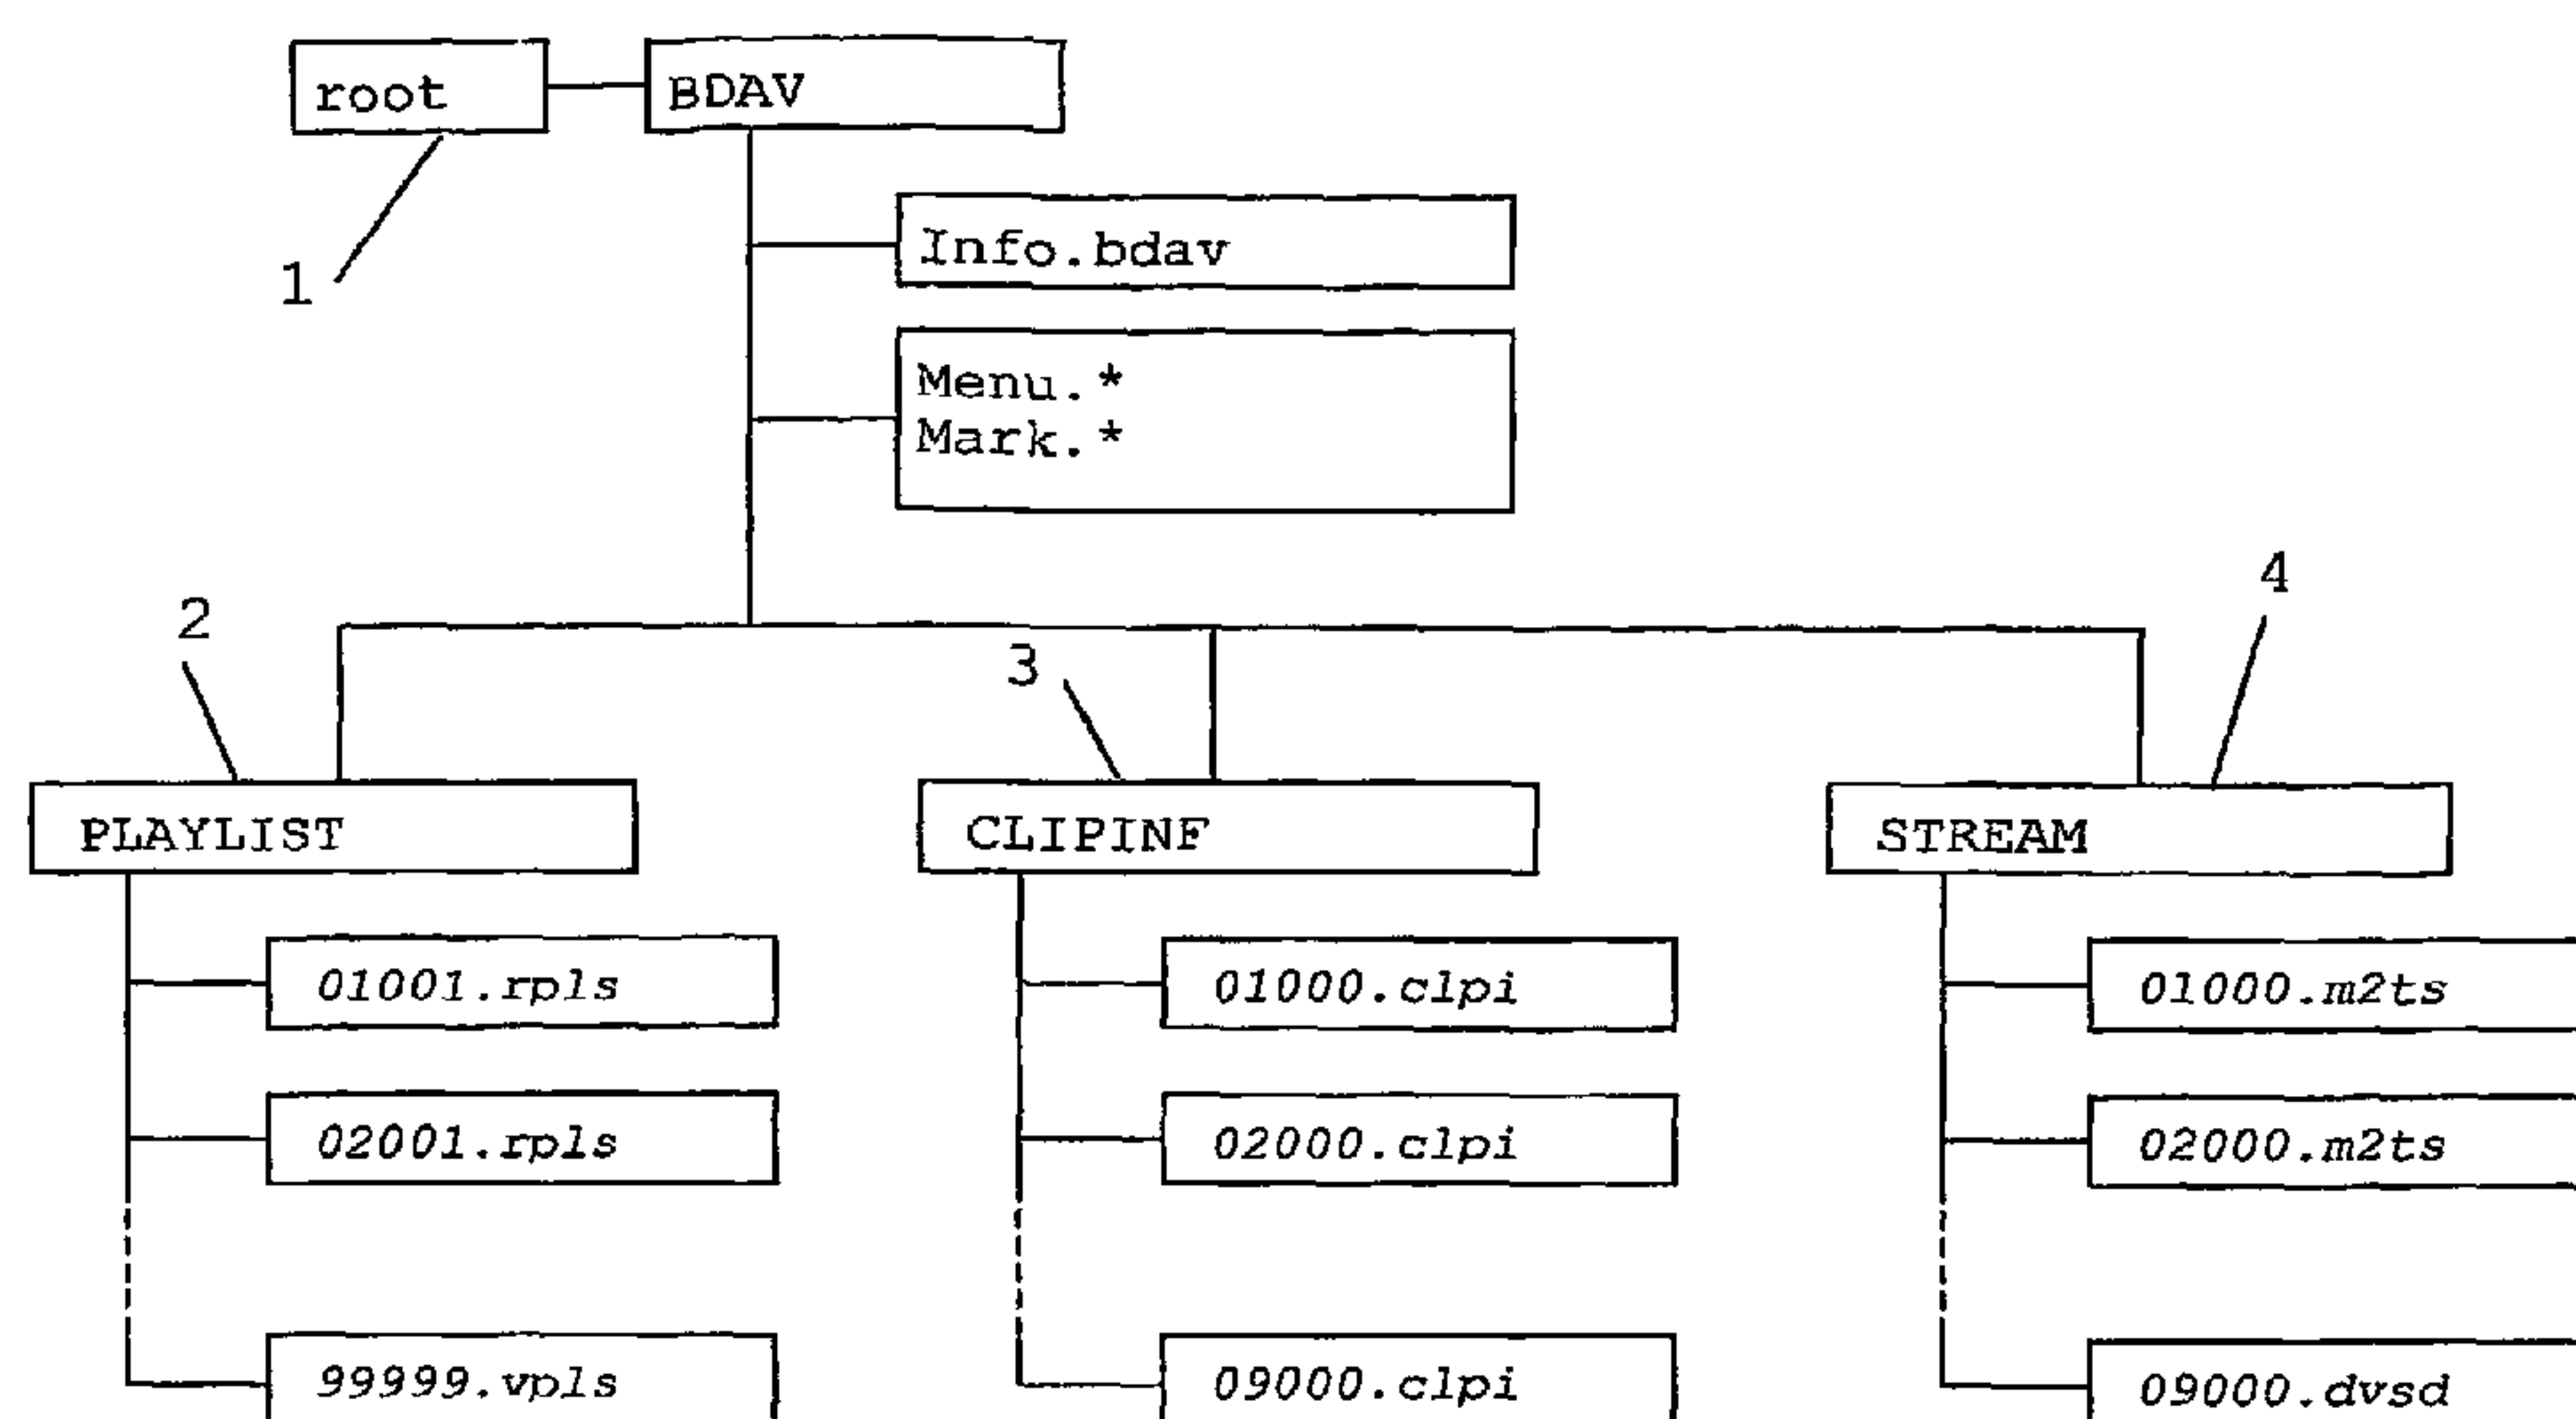 root
BDAV
1
Info.bdav
Menu.*
Mark.*
2
3
4
PLAYLIST
CLIPINF
STREAM
01001.rpls
01000.clpi
01000.m2ts
02001.rpls
02000.clpi
02000.m2ts
99999.vpls
09000.clpi
09000.dvsd